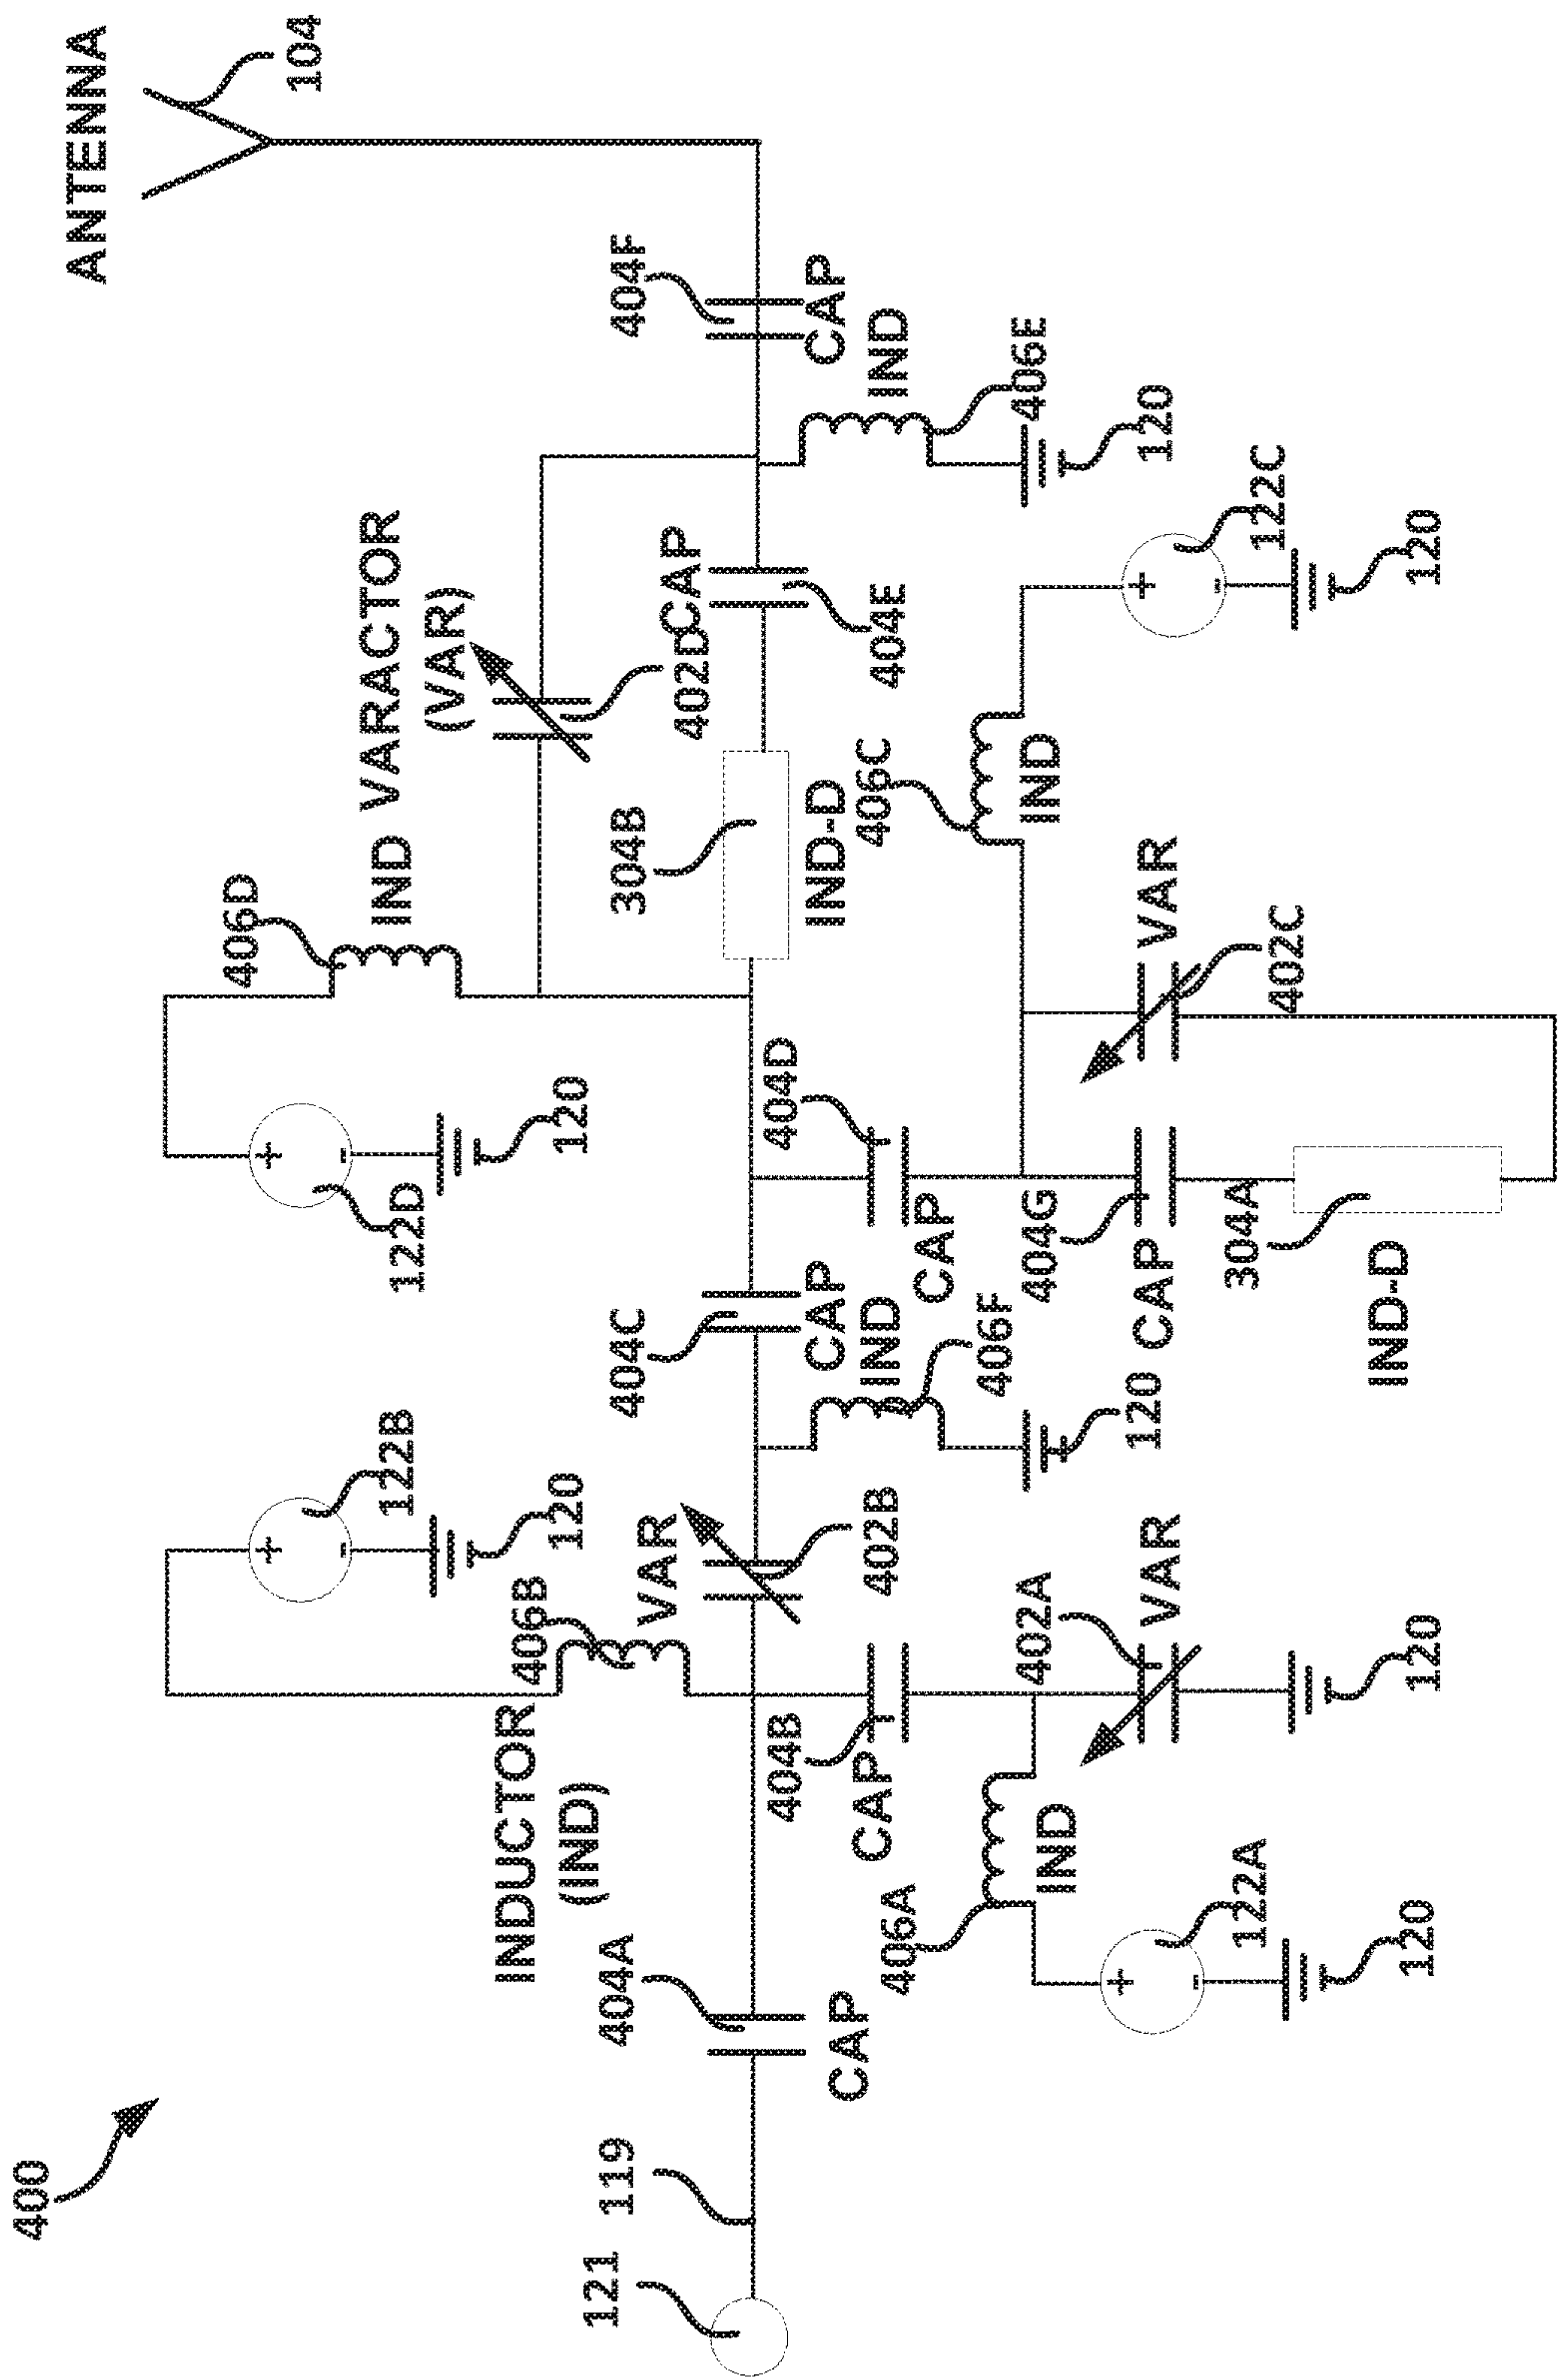 400
121
119
404A
CAP
INDUCTOR
(IND)
406B
122B
+
-
120
VAR
402B
404B
CAP
406A
IND
122A
+
-
120
402A
VAR
120
404C
CAP
IND
406F
120
122D
+
-
120
406D
IND
VARACTOR
(VAR)
402D
304B
IND-D
CAP
404E
404D
CAP
404G
CAP
304A
IND-D
406C
IND
VAR
402C
122C
+
-
120
404F
CAP
IND
406E
120
ANTENNA
104